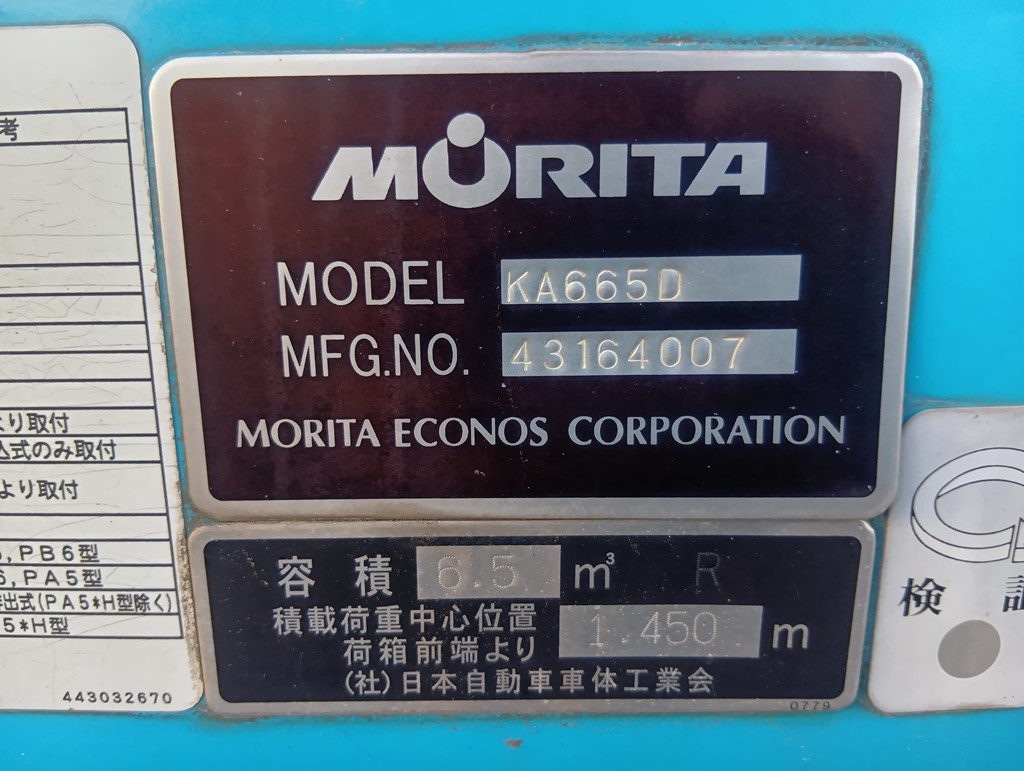 考
より取付
込式のみ取付
より取付
, PB6型
6, PA5型
出式(PA5*H型除く)
5*H型
443032670
MORITA
MODEL KA665D
MFG.NO. 43164007
MORITA ECONOS CORPORATION
容積 6.5 m³ R
積載荷重中心位置
荷箱前端より 1.450 m
(社)日本自動車車体工業会
0779
検